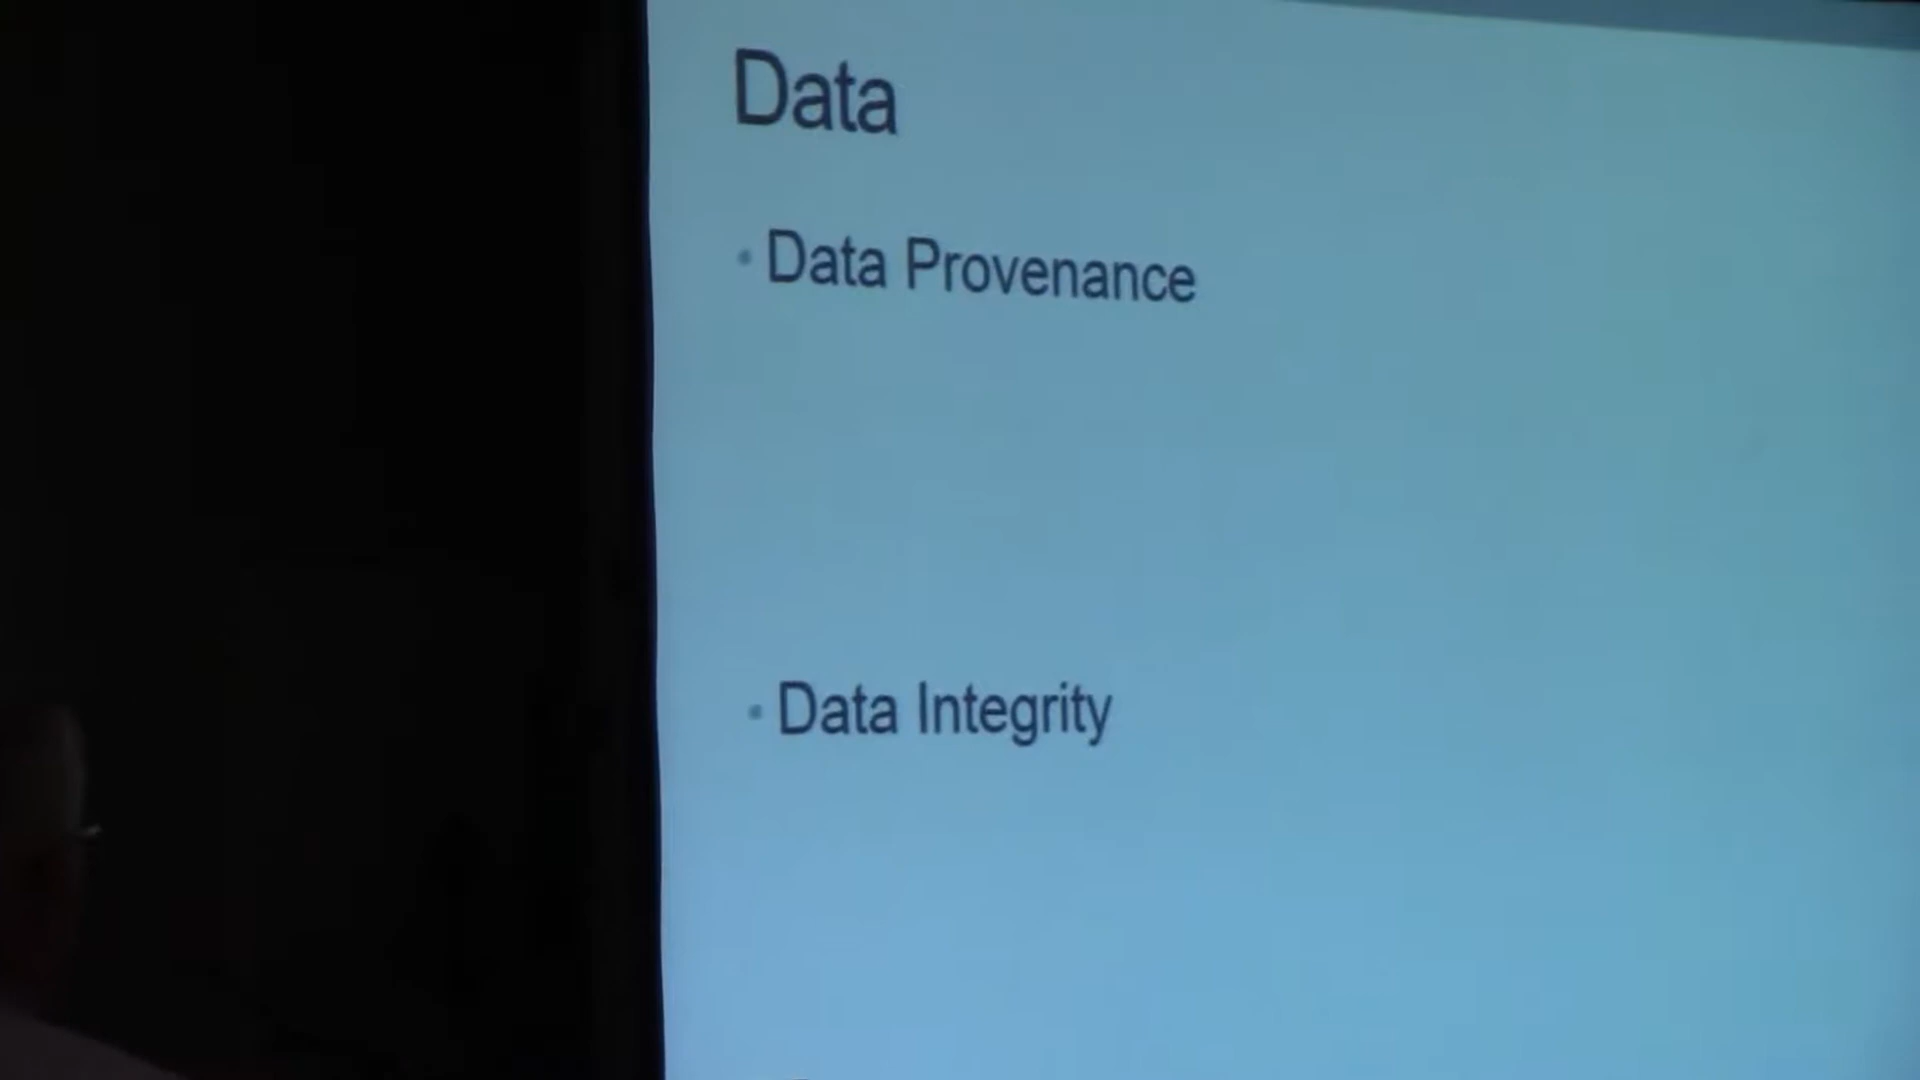 Data
• Data Provenance
• Data Integrity